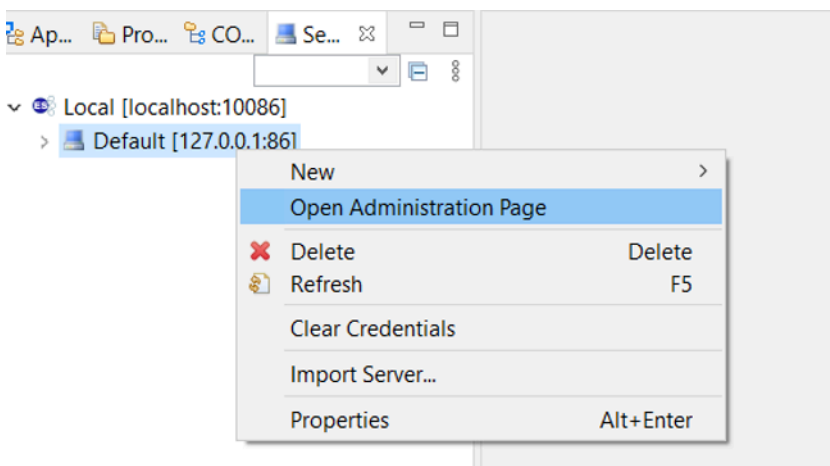 Ap... Pro... CO... Se...
Local [localhost:10086]
Default [127.0.0.1:86]
New
Open Administration Page
Delete Delete
Refresh F5
Clear Credentials
Import Server...
Properties Alt+Enter